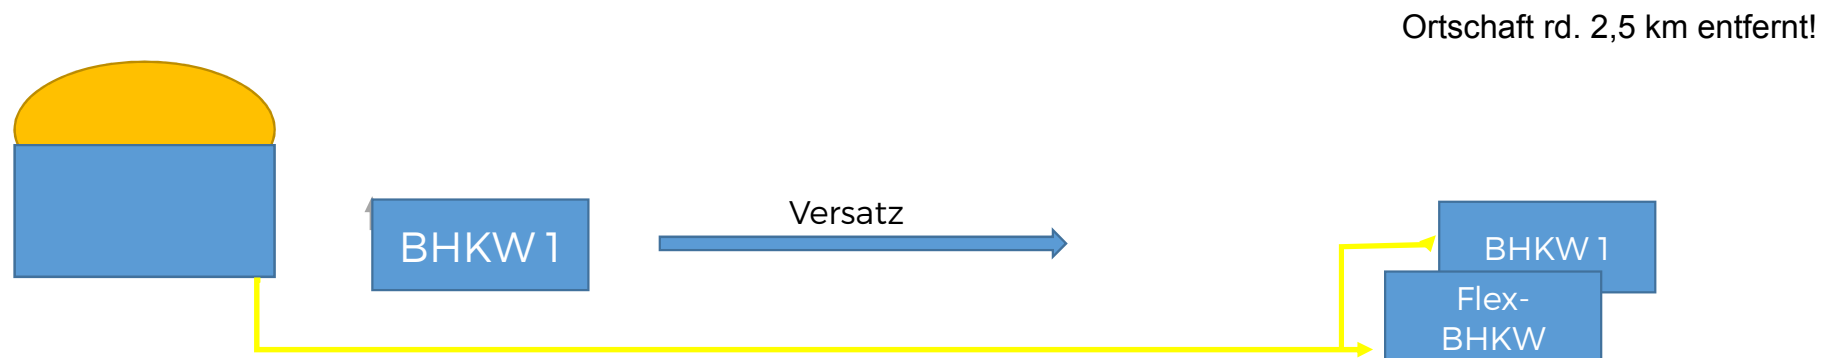 Ortschaft rd. 2,5 km entfernt!
BHKW 1
Versatz
BHKW 1
Flex-
BHKW